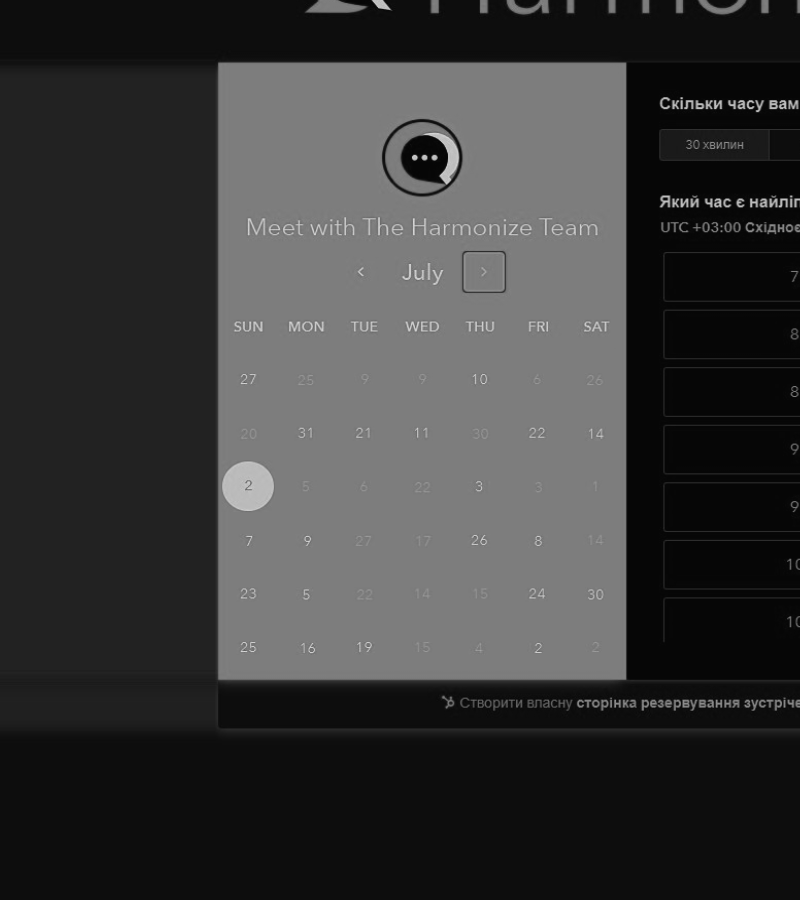 Meet with The Harmonize Team
‹ July ›
SUN MON TUE WED THU FRI SAT
27 25 9 9 10 6 26
20 31 21 11 30 22 14
2 5 6 22 3 3 1
7 9 27 17 26 8 14
23 5 22 14 15 24 30
25 16 19 15 4 2 2
Скільки часу вам
30 хвилин
Який час є
UTC +03:00
7
8
8
9
9
10
10
Створити власну сторінка резервування